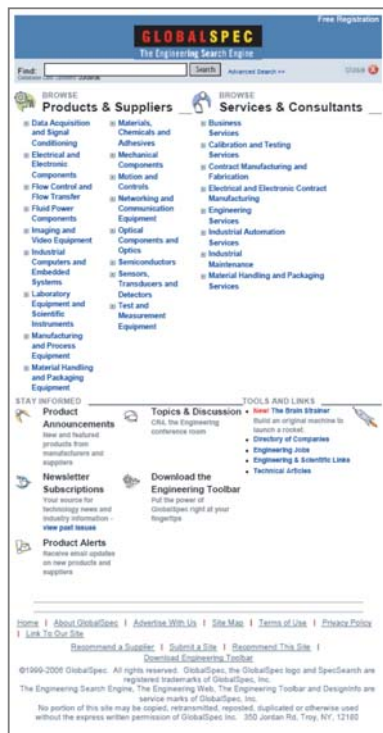 Free Registration
GLOBALSPEC
The Engineering Search Engine
Find:
Search
Advanced Search >>
close
BROWSE
Products & Suppliers
Data Acquisition
and Signal
Conditioning
Electrical and
Electronic
Components
Flow Control and
Flow Transfer
Fluid Power
Components
Imaging and
Video Equipment
Industrial
Computers and
Embedded
Systems
Laboratory
Equipment and
Scientific
Instruments
Manufacturing
and Process
Equipment
Material Handling
and Packaging
Equipment
Materials,
Chemicals and
Adhesives
Mechanical
Components
Motion and
Controls
Networking and
Communication
Equipment
Optical
Components and
Optics
Semiconductors
Sensors,
Transducers and
Detectors
Test and
Measurement
Equipment
BROWSE
Services & Consultants
Business
Services
Calibration and Testing
Services
Contract Manufacturing and
Fabrication
Electrical and Electronic Contract
Manufacturing
Engineering
Services
Industrial Automation
Services
Industrial
Maintenance
Material Handling and Packaging
Services
STAY INFORMED
Product
Announcements
New and featured
products from
manufacturers and
suppliers
Newsletter
Subscriptions
Your source for
technology news and
industry information -
view past issues
Product Alerts
Receive email updates
on new products and
suppliers
Topics & Discussion
CR4, the Engineering
conference room
Download the
Engineering Toolbar
Put the power of
GlobalSpec right at your
fingertips
TOOLS AND LINKS
New! The Brain Strainer
Build an original machine to
launch a rocket.
Directory of Companies
Engineering Jobs
Engineering & Scientific Links
Technical Articles
Home | About GlobalSpec | Advertise With Us | Site Map | Terms of Use | Privacy Policy
| Link To Our Site
Recommend a Supplier | Submit a Site | Recommend This Site |
Download Engineering Toolbar
©1999-2006 GlobalSpec. All rights reserved. GlobalSpec, the GlobalSpec logo and SpecSearch are
registered trademarks of GlobalSpec, Inc.
The Engineering Search Engine, The Engineering Web, The Engineering Toolbar and DesignInfo are
service marks of GlobalSpec, Inc.
No portion of this site may be copied, retransmitted, reposted, duplicated or otherwise used
without the express written permission of GlobalSpec Inc. 350 Jordan Rd, Troy, NY, 12180